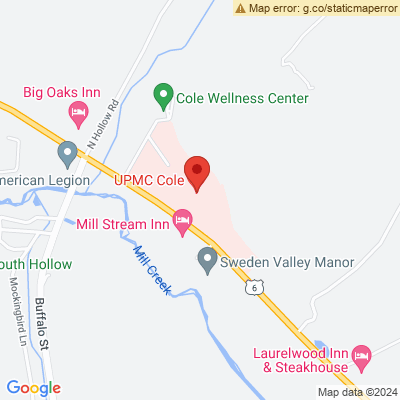 Map error: g.co/staticmaperror
Big Oaks Inn
Cole Wellness Center
N Hollow Rd
American Legion
UPMC Cole
Mill Stream Inn
Mill Creek
Sweden Valley Manor
outh Hollow
6
Mockingbird Ln
Buffalo St
Laurelwood Inn
& Steakhouse
Google
Map data ©2024